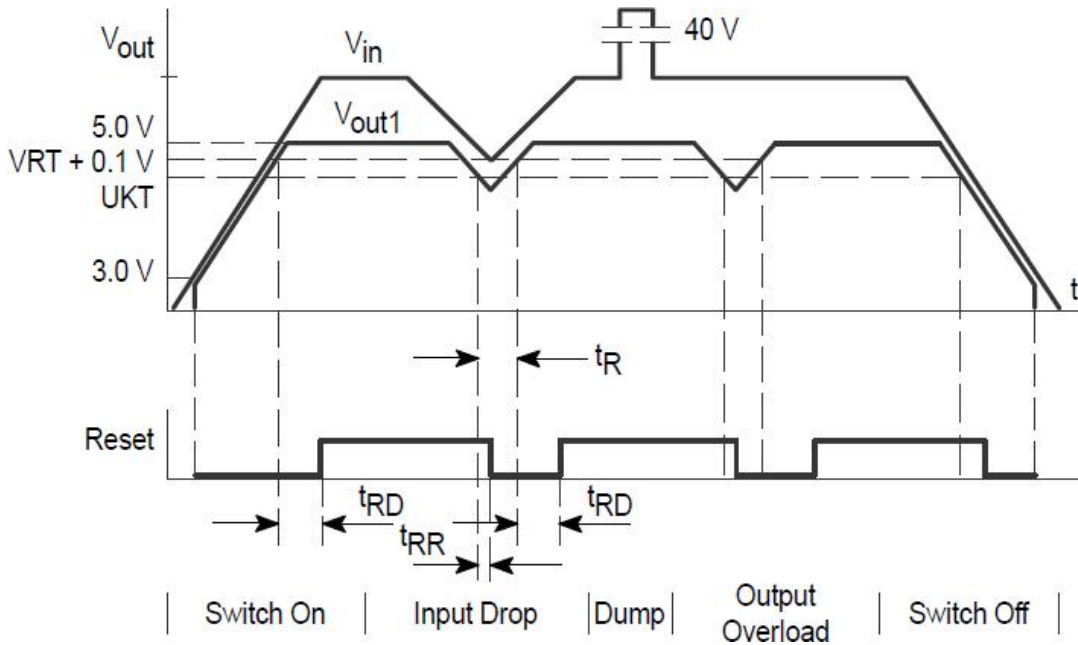 Vout
Vin
40 V
5.0 V
Vout1
VRT + 0.1 V
UKT
3.0 V
t
tR
Reset
tRD
tRD
tRR
Switch On
Input Drop
Dump
Output
Overload
Switch Off